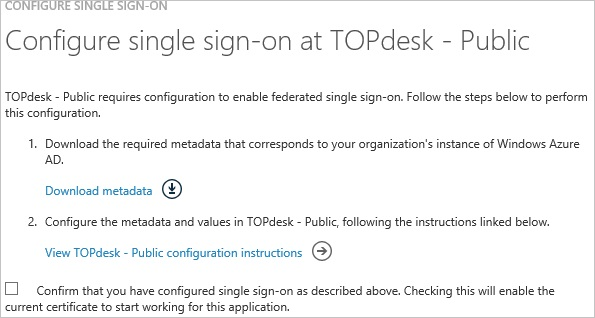 CONFIGURE SINGLE SIGN-ON
Configure single sign-on at TOPdesk - Public
TOPdesk - Public requires configuration to enable federated single sign-on. Follow the steps below to perform
this configuration.
1. Download the required metadata that corresponds to your organization's instance of Windows Azure
AD.
Download metadata
2. Configure the metadata and values in TOPdesk - Public, following the instructions linked below.
View TOPdesk - Public configuration instructions
Confirm that you have configured single sign-on as described above. Checking this will enable the
current certificate to start working for this application.